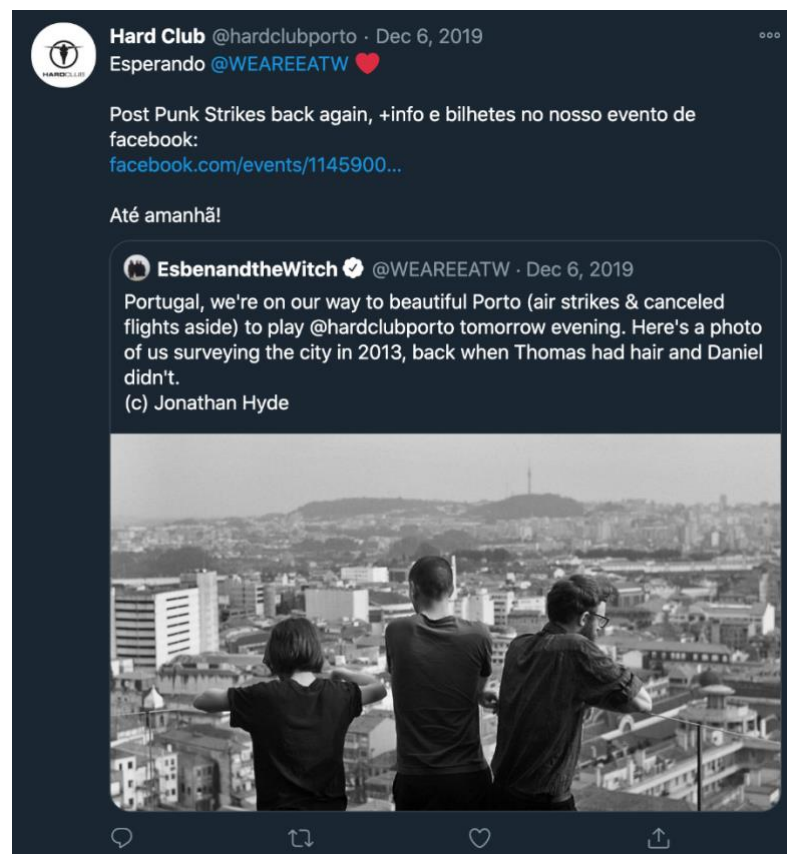 Hard Club @hardclubporto · Dec 6, 2019
Esperando @WEAREEATW ❤
Post Punk Strikes back again, +info e bilhetes no nosso evento de
facebook:
facebook.com/events/1145900...
Até amanhã!
EsbenandtheWitch @WEAREEATW · Dec 6, 2019
Portugal, we're on our way to beautiful Porto (air strikes & canceled
flights aside) to play @hardclubporto tomorrow evening. Here's a photo
of us surveying the city in 2013, back when Thomas had hair and Daniel
didn't.
(c) Jonathan Hyde
HARDCLUB